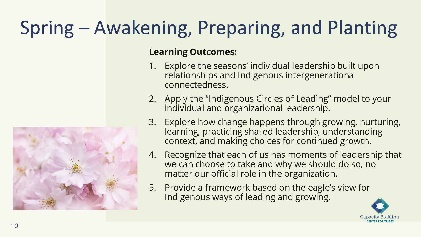 Spring – Awakening, Preparing, and Planting
Learning Outcomes:
1. Explore the seasons' individual leadership built upon
relationships and Indigenous intergenerational
connectedness.
2. Apply the "Indigenous Circles of Leading" model to your
individual and organizational leadership.
3. Explore how change happens through growing, nurturing,
learning, practicing shared leadership, understanding
context, and making choices for continued growth.
4. Recognize that each of us has moments of leadership that
we can choose to take and why we should do so, no
matter our official role in the organization.
5. Provide a framework based on the eagle's view for
Indigenous ways of leading and growing.
Capacity Building